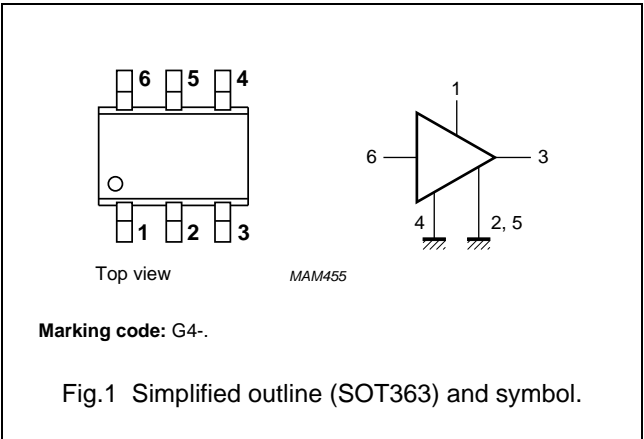 6 5 4
1
6
3
4
2, 5
1 2 3
Top view
MAM455
Marking code: G4-.
Fig.1 Simplified outline (SOT363) and symbol.